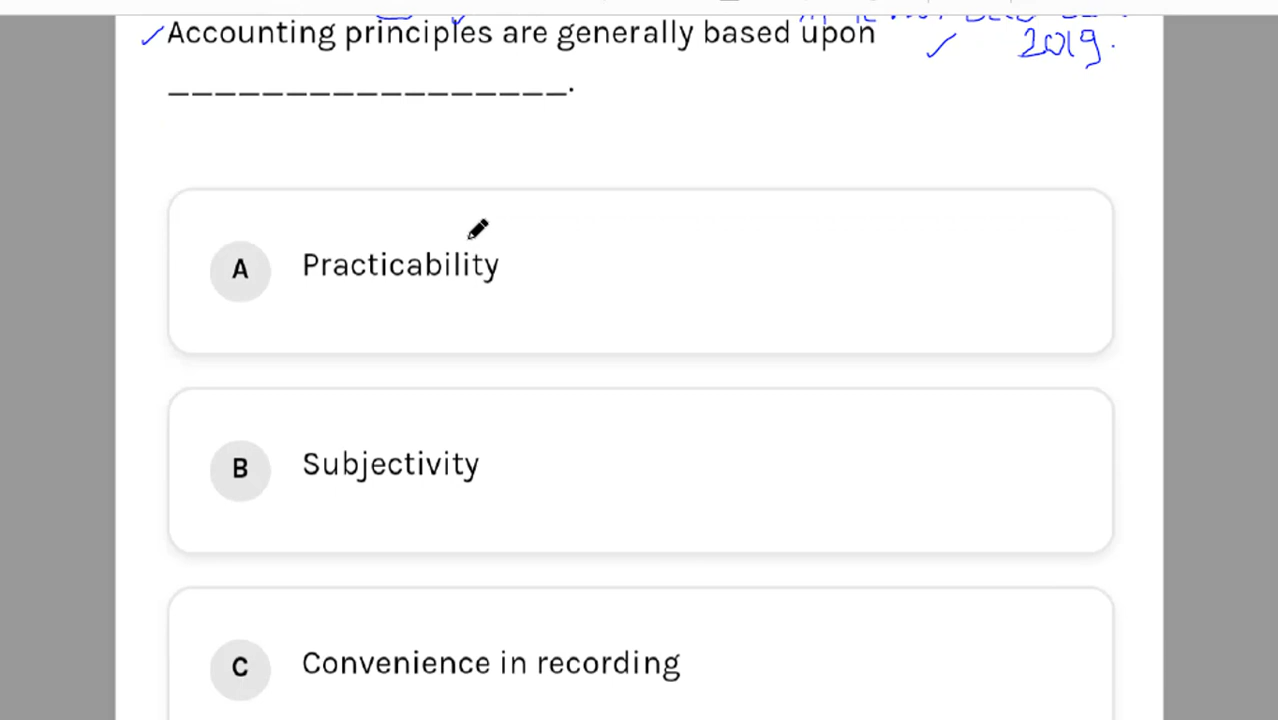 Accounting principles are generally based upon
2019.
_________________.
A Practicability
B Subjectivity
C Convenience in recording